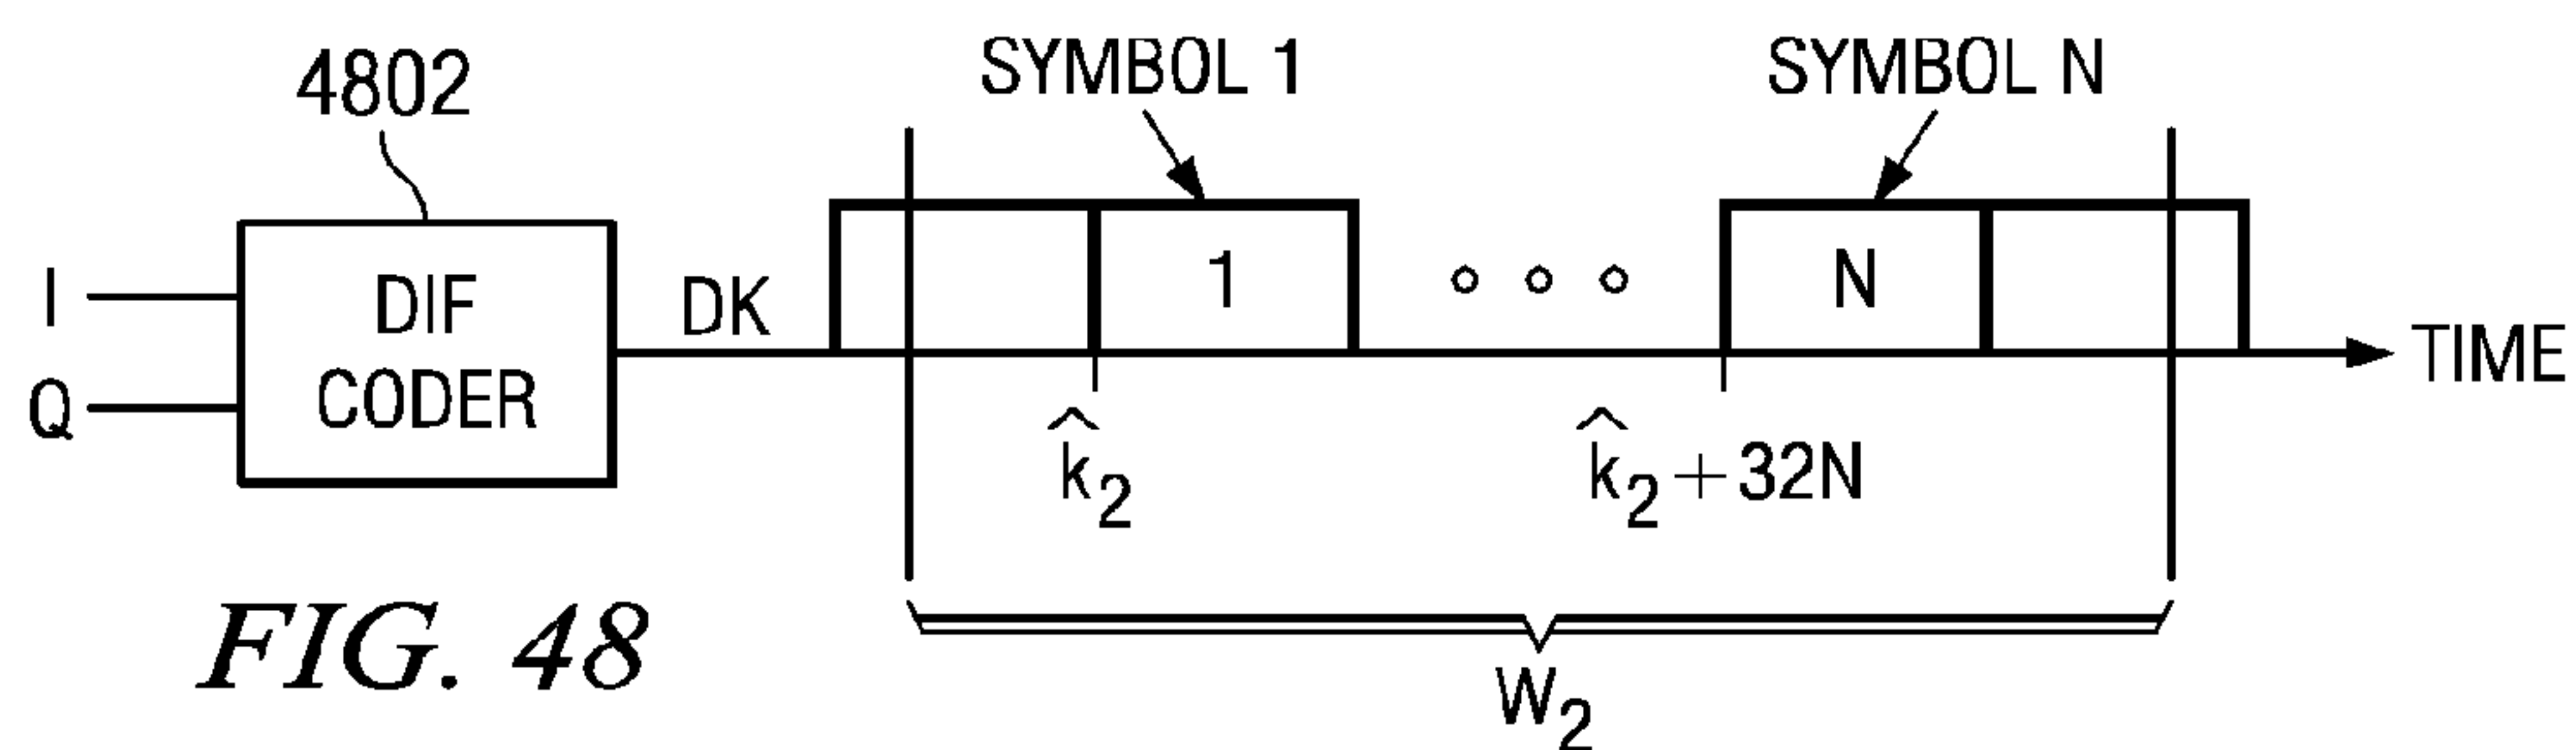 4802
SYMBOL 1
SYMBOL N
I
Q
DIF
CODER
DK
1
N
TIME
k̂₂
k̂₂+32N
W₂
FIG. 48